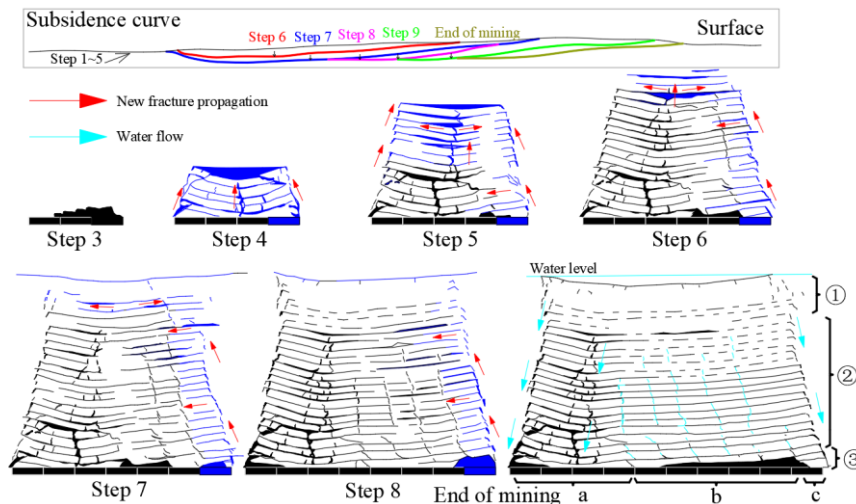 Subsidence curve
Surface
Step 6
Step 7
Step 8
Step 9
End of mining
Step 1~5
New fracture propagation
Water flow
Step 3
Step 4
Step 5
Step 6
Water level
①
②
③
Step 7
Step 8
End of mining
a
b
c